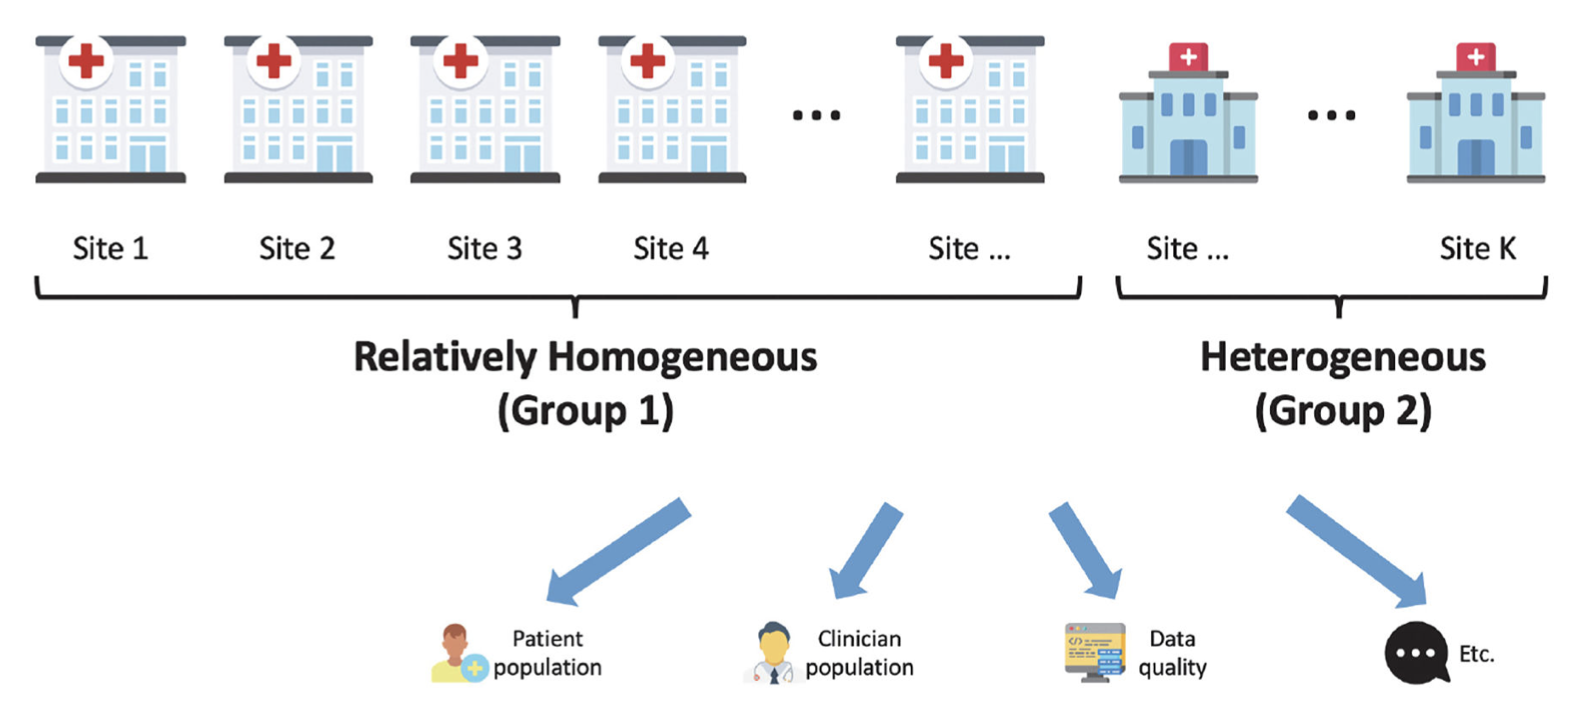 Site 1
Site 2
Site 3
Site 4
...
Site ...
Site ...
...
Site K
Relatively Homogeneous
(Group 1)
Heterogeneous
(Group 2)
Patient
population
Clinician
population
Data
quality
Etc.